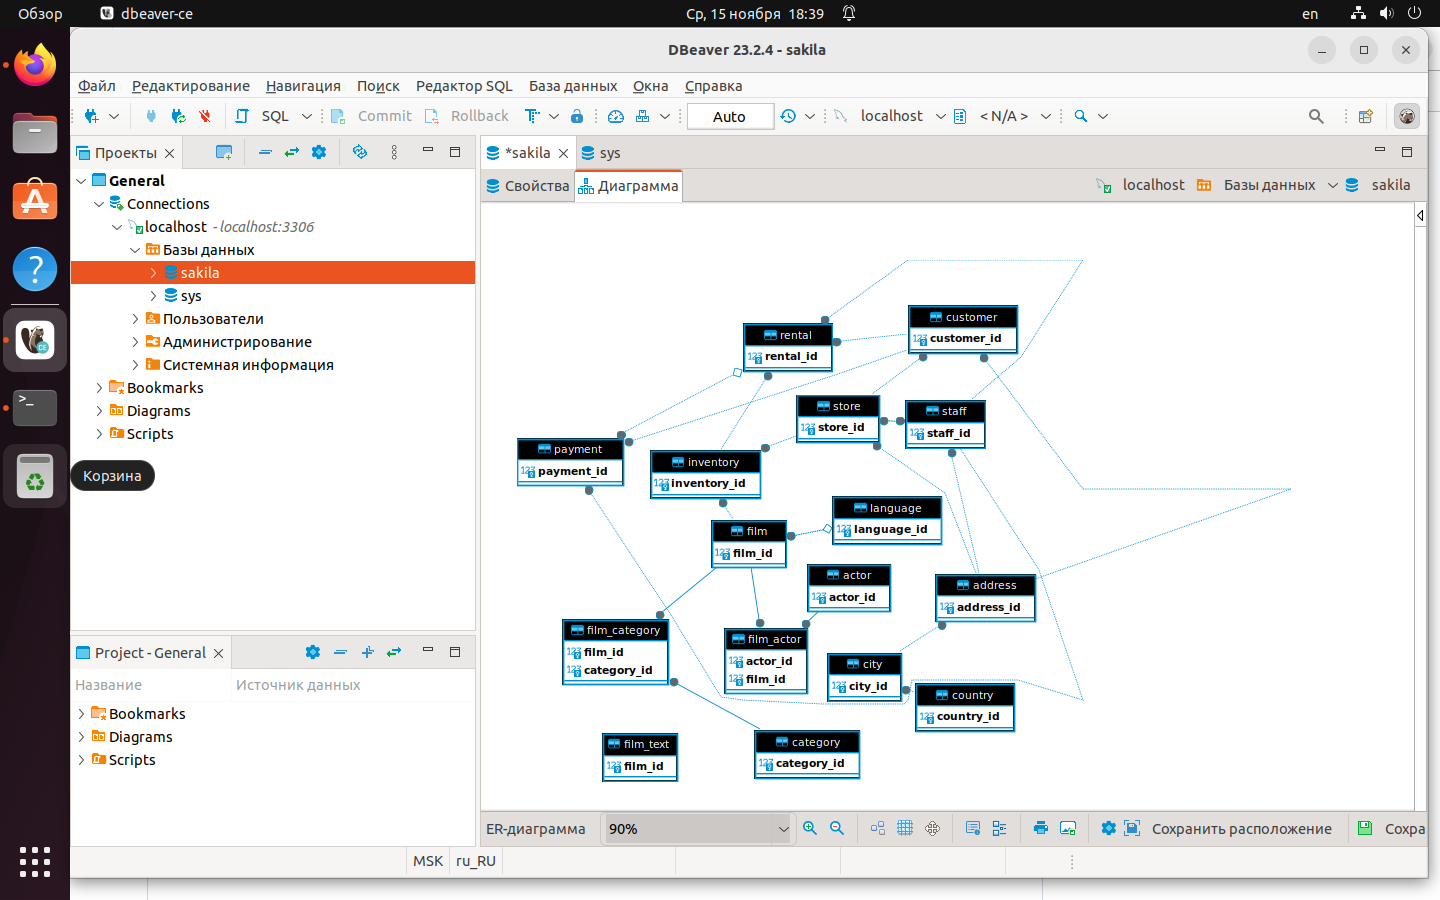 Обзор
dbeaver-ce
Ср, 15 ноября 18:39
en
DBeaver 23.2.4 - sakila
Файл Редактирование Навигация Поиск Редактор SQL База данных Окна Справка
SQL Commit Rollback Auto localhost < N/A >
Проекты
General
Connections
localhost - localhost:3306
Базы данных
sakila
sys
Пользователи
Администрирование
Системная информация
Bookmarks
Diagrams
Scripts
Корзина
Project - General
Название Источник данных
Bookmarks
Diagrams
Scripts
*sakila sys
Свойства Диаграмма localhost Базы данных sakila
customer
customer_id
rental
rental_id
store
store_id
staff
staff_id
payment
payment_id
inventory
inventory_id
language
language_id
film
film_id
actor
actor_id
address
address_id
film_category
film_id
category_id
film_actor
actor_id
film_id
city
city_id
country
country_id
film_text
film_id
category
category_id
ER-диаграмма 90% Сохранить расположение Сохра
MSK ru_RU